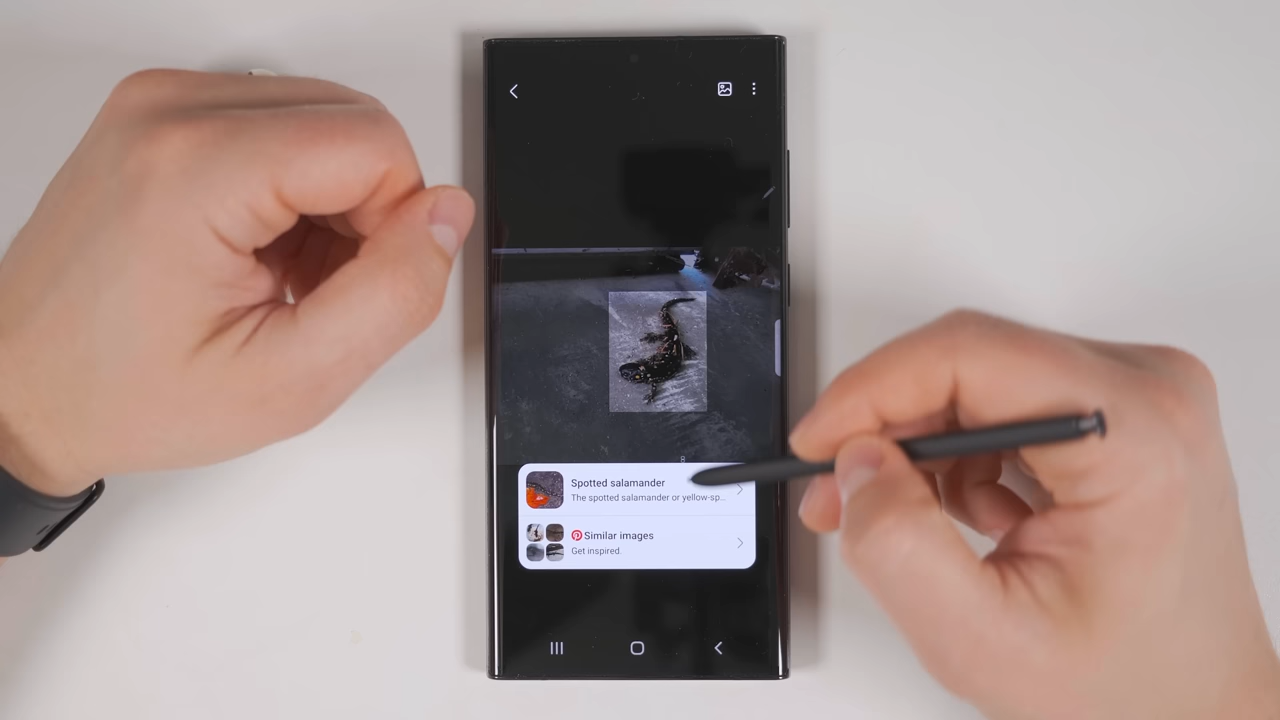 Spotted salamander
The spotted salamander or yellow-sp...
Similar images
Get inspired.